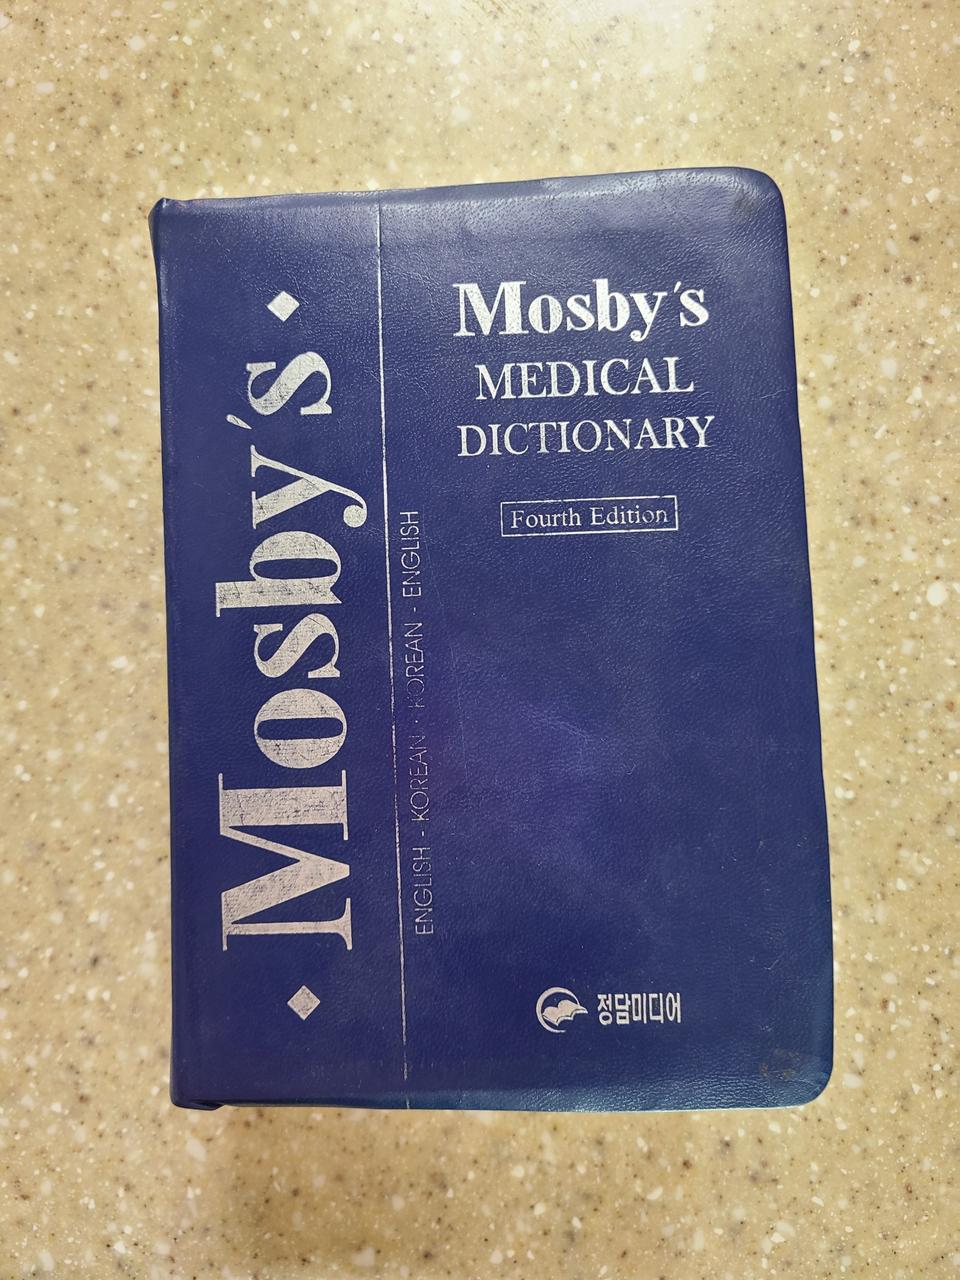 Mosby's
ENGLISH - KOREAN · KOREAN - ENGLISH
Mosby's
MEDICAL
DICTIONARY
Fourth Edition
정담미디어